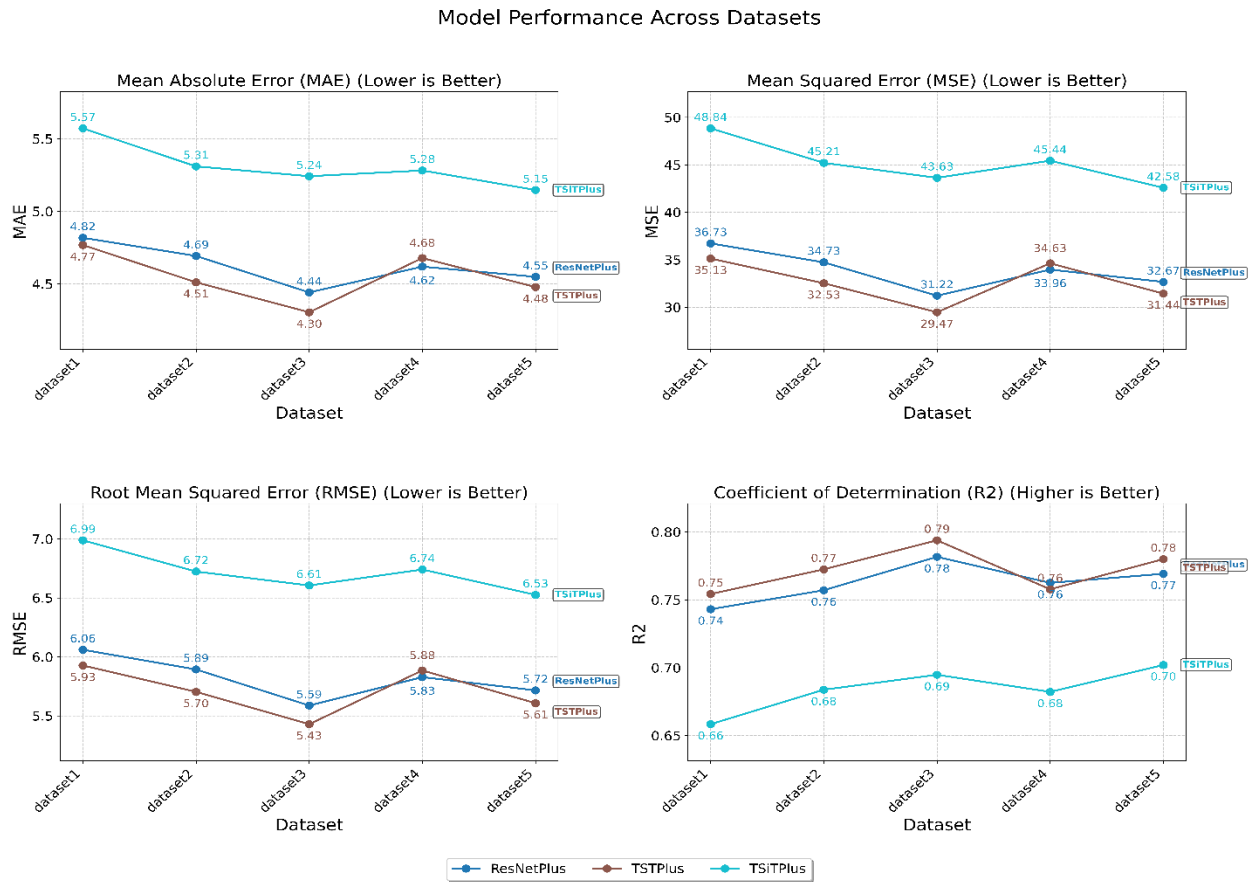 Model Performance Across Datasets
Mean Absolute Error (MAE) (Lower is Better)
MAE
5.5
5.0
4.5
5.57
5.31
5.24
5.28
5.15
TSiTPlus
4.82
4.69
4.44
4.62
4.55
ResNetPlus
4.77
4.51
4.30
4.68
4.48
TSTPlus
dataset1
dataset2
dataset3
dataset4
dataset5
Dataset
Mean Squared Error (MSE) (Lower is Better)
MSE
50
45
40
35
30
48.84
45.21
43.63
45.44
42.58
TSiTPlus
36.73
34.73
31.22
33.96
32.67
ResNetPlus
35.13
32.53
29.47
34.63
31.44
TSTPlus
dataset1
dataset2
dataset3
dataset4
dataset5
Dataset
Root Mean Squared Error (RMSE) (Lower is Better)
RMSE
7.0
6.5
6.0
5.5
6.99
6.72
6.61
6.74
6.53
TSiTPlus
6.06
5.89
5.59
5.83
5.72
ResNetPlus
5.93
5.70
5.43
5.88
5.61
TSTPlus
dataset1
dataset2
dataset3
dataset4
dataset5
Dataset
Coefficient of Determination (R2) (Higher is Better)
R2
0.80
0.75
0.70
0.65
0.75
0.77
0.79
0.76
0.78
TSTPlus
0.74
0.76
0.78
0.76
0.77
0.66
0.68
0.69
0.68
0.70
TSiTPlus
dataset1
dataset2
dataset3
dataset4
dataset5
Dataset
ResNetPlus
TSTPlus
TSiTPlus